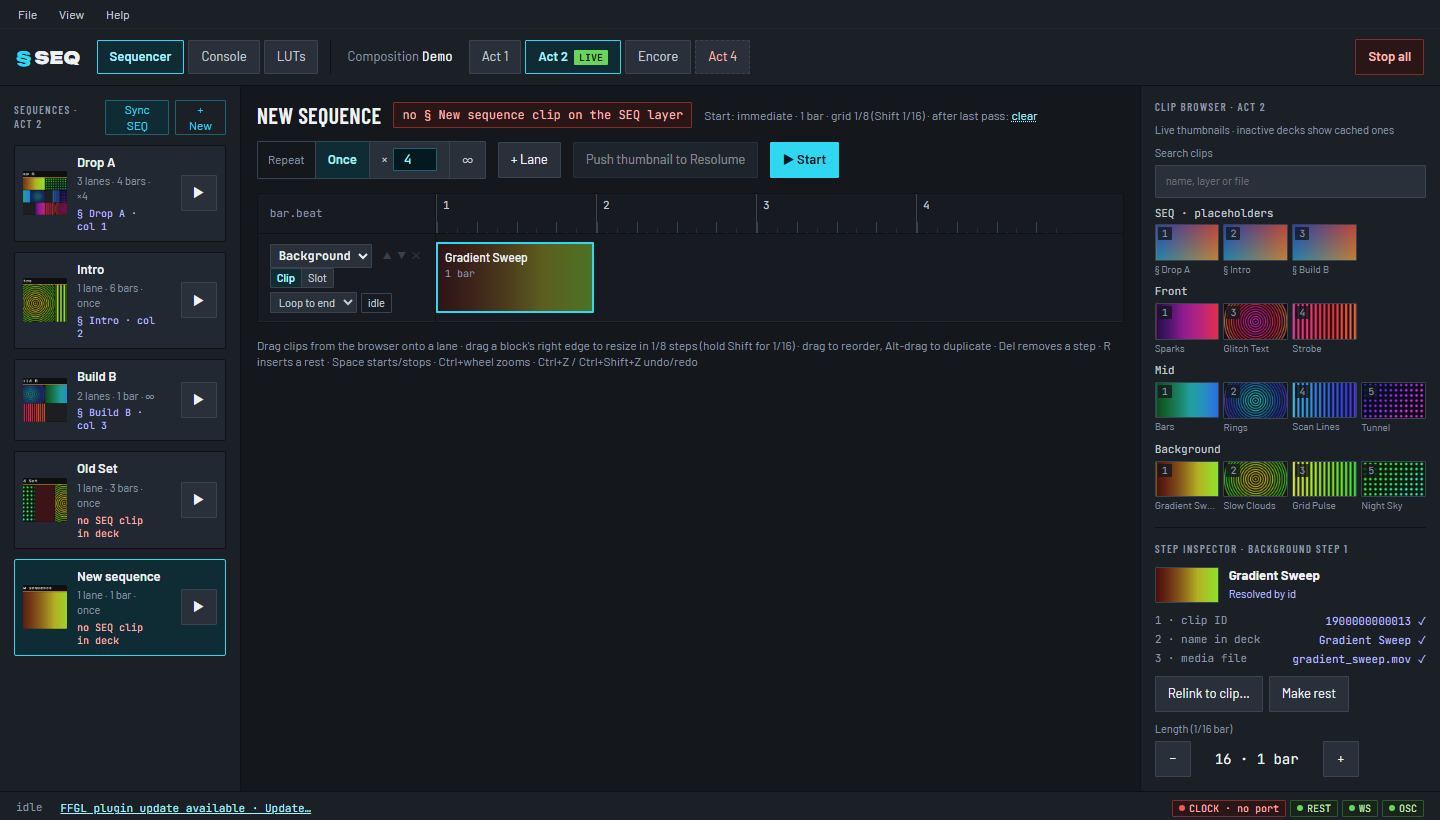 File View Help
§ SEQ Sequencer Console LUTs Composition Demo Act 1 Act 2 LIVE Encore Act 4 Stop all
SEQUENCES ·
ACT 2
Sync
SEQ
+
New
Drop A
3 lanes · 4 bars ·
×4
§ Drop A ·
col 1
Intro
1 lane · 6 bars ·
once
§ Intro · col
2
Build B
2 lanes · 1 bar · ∞
§ Build B ·
col 3
Old Set
1 lane · 3 bars ·
once
no SEQ clip
in deck
New sequence
1 lane · 1 bar ·
once
no SEQ clip
in deck
NEW SEQUENCE no § New sequence clip on the SEQ layer Start: immediate · 1 bar · grid 1/8 (Shift 1/16) · after last pass: clear
Repeat Once × 4 ∞ + Lane Push thumbnail to Resolume ▶ Start
bar.beat 1 2 3 4
Background ▲ ▼ ✕
Clip Slot
Loop to end idle
Gradient Sweep
1 bar
Drag clips from the browser onto a lane · drag a block's right edge to resize in 1/8 steps (hold Shift for 1/16) · drag to reorder, Alt-drag to duplicate · Del removes a step · R
inserts a rest · Space starts/stops · Ctrl+wheel zooms · Ctrl+Z / Ctrl+Shift+Z undo/redo
CLIP BROWSER · ACT 2
Live thumbnails · inactive decks show cached ones
Search clips
name, layer or file
SEQ · placeholders
1 2 3
§ Drop A § Intro § Build B
Front
1 3 4
Sparks Glitch Text Strobe
Mid
1 2 4 5
Bars Rings Scan Lines Tunnel
Background
1 2 3 5
Gradient Sw... Slow Clouds Grid Pulse Night Sky
STEP INSPECTOR · BACKGROUND STEP 1
Gradient Sweep
Resolved by id
1 · clip ID 1900000000013 ✓
2 · name in deck Gradient Sweep ✓
3 · media file gradient_sweep.mov ✓
Relink to clip... Make rest
Length (1/16 bar)
− 16 · 1 bar +
idle FFGL plugin update available · Update… CLOCK · no port REST WS OSC